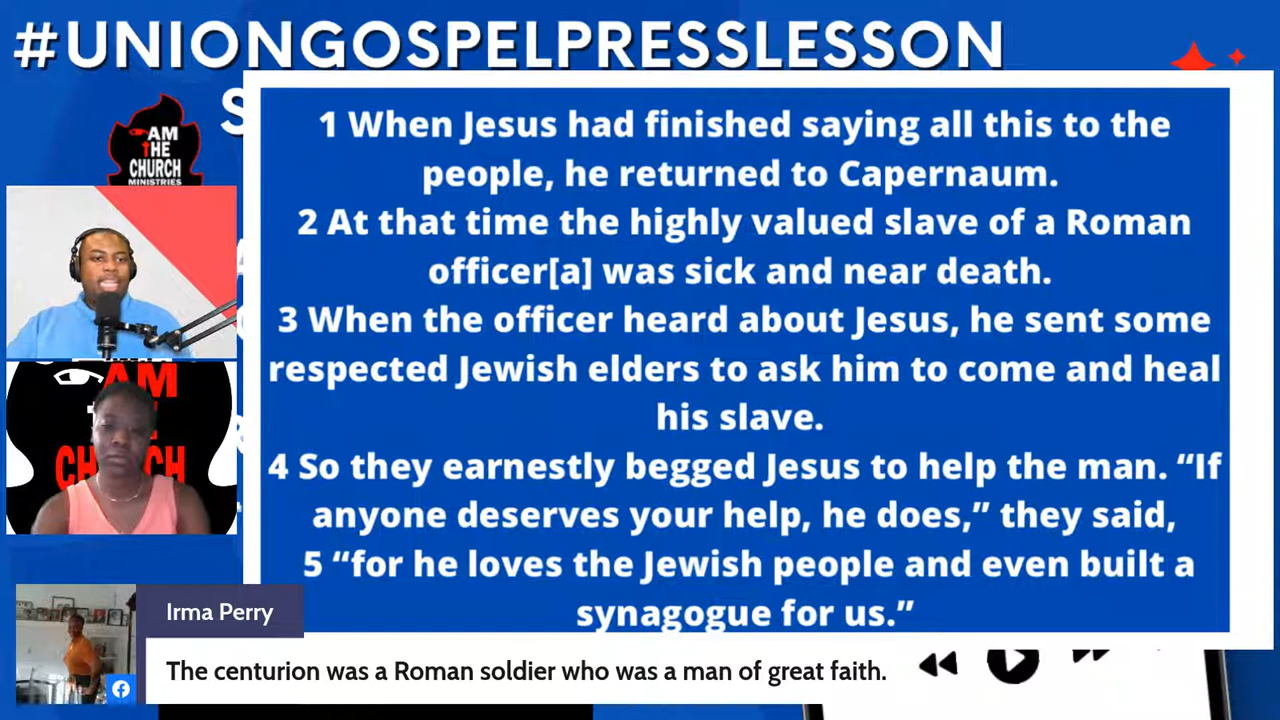 #UNIONGOSPELPRESSLESSON
S
AM
THE
CHURCH
MINISTRIES
1 When Jesus had finished saying all this to the
people, he returned to Capernaum.
2 At that time the highly valued slave of a Roman
officer[a] was sick and near death.
3 When the officer heard about Jesus, he sent some
respected Jewish elders to ask him to come and heal
his slave.
4 So they earnestly begged Jesus to help the man. “If
anyone deserves your help, he does,” they said,
5 “for he loves the Jewish people and even built a
synagogue for us.”
AM
CH CH
Irma Perry
The centurion was a Roman soldier who was a man of great faith.